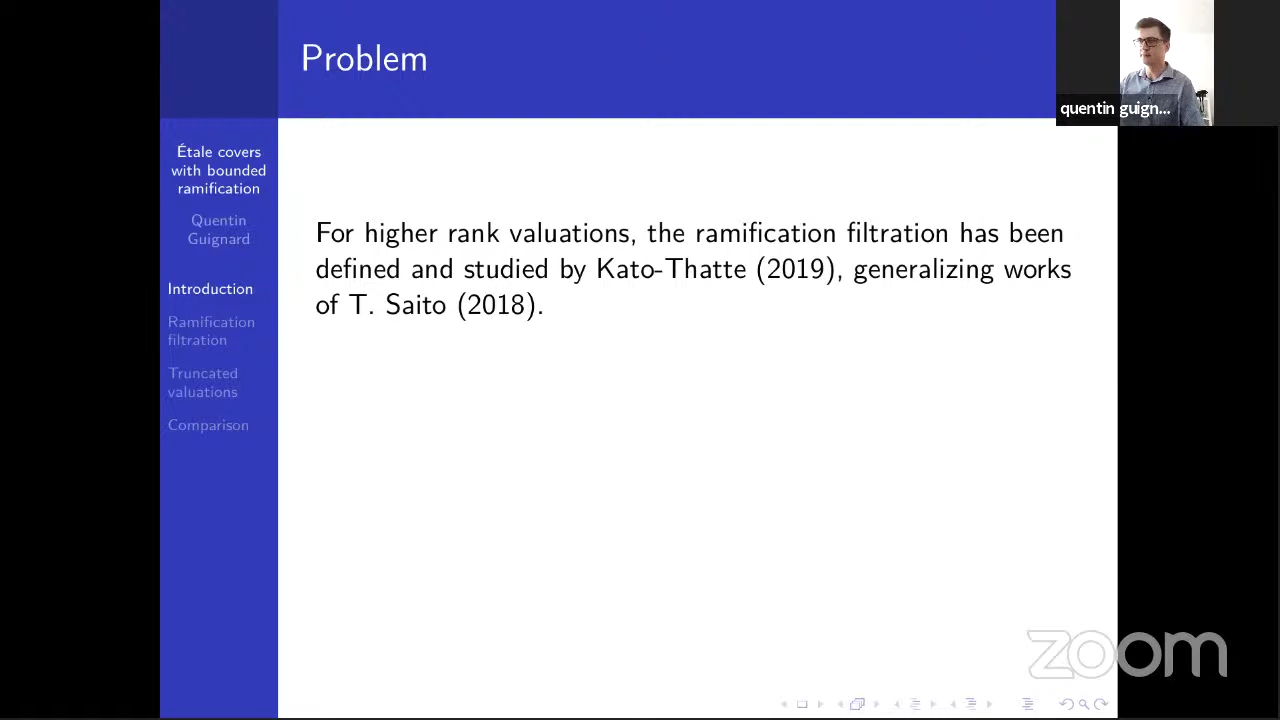 Problem
quentin guign...
Étale covers
with bounded
ramification
Quentin
Guignard
Introduction
Ramification
filtration
Truncated
valuations
Comparison
For higher rank valuations, the ramification filtration has been
defined and studied by Kato-Thatte (2019), generalizing works
of T. Saito (2018).
zoom